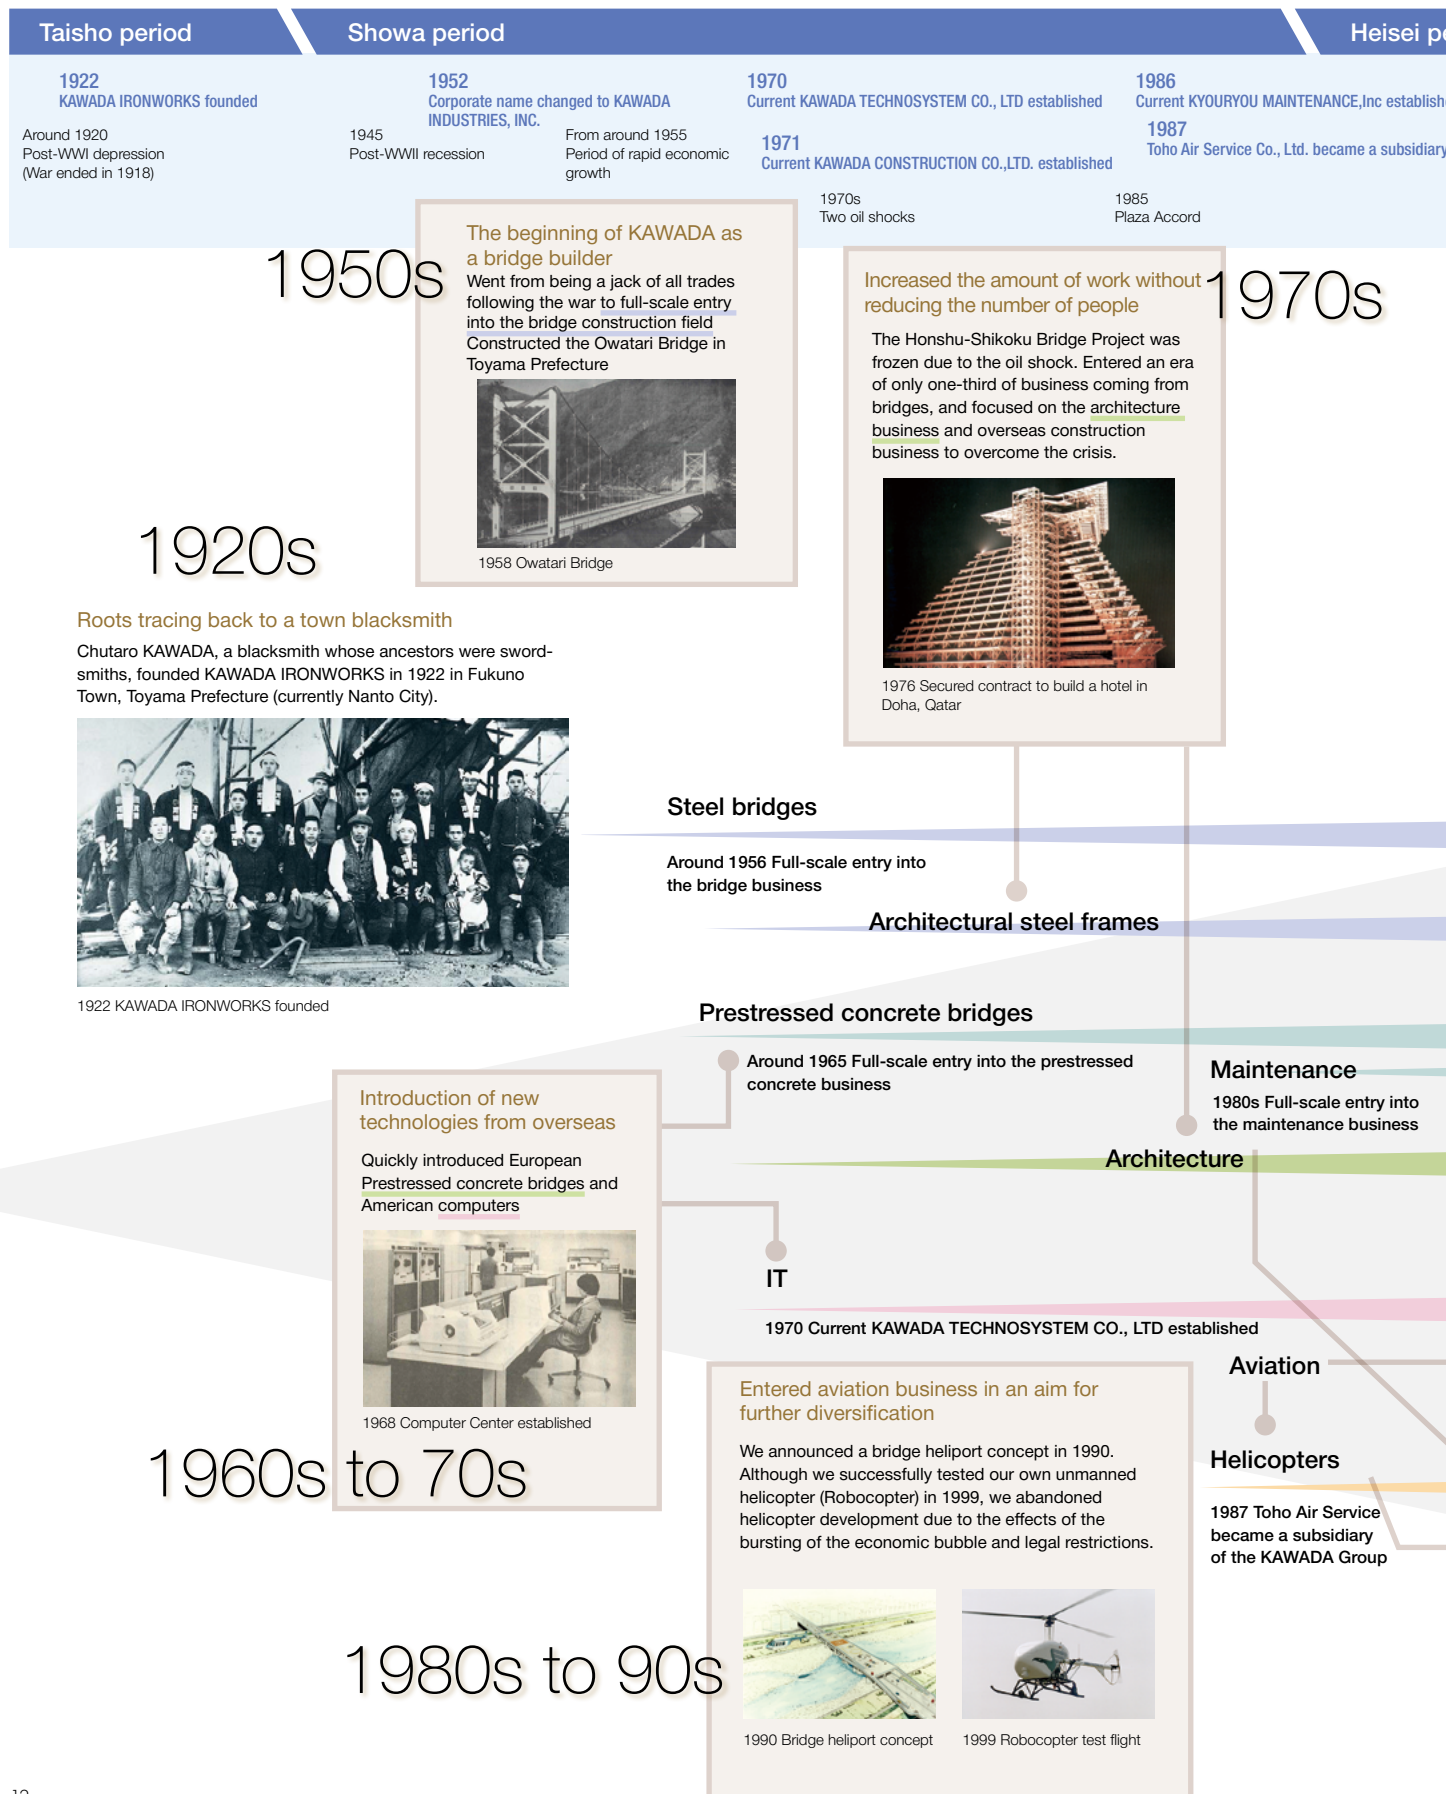 Taisho period
Showa period
Heisei pe
1922
KAWADA IRONWORKS founded
Around 1920
Post-WWI depression
(War ended in 1918)
1952
Corporate name changed to KAWADA
INDUSTRIES, INC.
1945
Post-WWII recession
From around 1955
Period of rapid economic
growth
1970
Current KAWADA TECHNOSYSTEM CO., LTD established
1971
Current KAWADA CONSTRUCTION CO.,LTD. established
1970s
Two oil shocks
1986
Current KYOURYOU MAINTENANCE,Inc establish
1987
Toho Air Service Co., Ltd. became a subsidiary
1985
Plaza Accord
1950s
The beginning of KAWADA as
a bridge builder
Went from being a jack of all trades
following the war to full-scale entry
into the bridge construction field
Constructed the Owatari Bridge in
Toyama Prefecture
1958 Owatari Bridge
1970s
Increased the amount of work without
reducing the number of people
The Honshu-Shikoku Bridge Project was
frozen due to the oil shock. Entered an era
of only one-third of business coming from
bridges, and focused on the architecture
business and overseas construction
business to overcome the crisis.
1976 Secured contract to build a hotel in
Doha, Qatar
1920s
Roots tracing back to a town blacksmith
Chutaro KAWADA, a blacksmith whose ancestors were sword-
smiths, founded KAWADA IRONWORKS in 1922 in Fukuno
Town, Toyama Prefecture (currently Nanto City).
1922 KAWADA IRONWORKS founded
Steel bridges
Around 1956 Full-scale entry into
the bridge business
Architectural steel frames
Prestressed concrete bridges
Around 1965 Full-scale entry into the prestressed
concrete business
Maintenance
1980s Full-scale entry into
the maintenance business
Architecture
Introduction of new
technologies from overseas
Quickly introduced European
Prestressed concrete bridges and
American computers
1968 Computer Center established
1960s to 70s
IT
1970 Current KAWADA TECHNOSYSTEM CO., LTD established
Aviation
Helicopters
1987 Toho Air Service
became a subsidiary
of the KAWADA Group
Entered aviation business in an aim for
further diversification
We announced a bridge heliport concept in 1990.
Although we successfully tested our own unmanned
helicopter (Robocopter) in 1999, we abandoned
helicopter development due to the effects of the
bursting of the economic bubble and legal restrictions.
1980s to 90s
1990 Bridge heliport concept
1999 Robocopter test flight